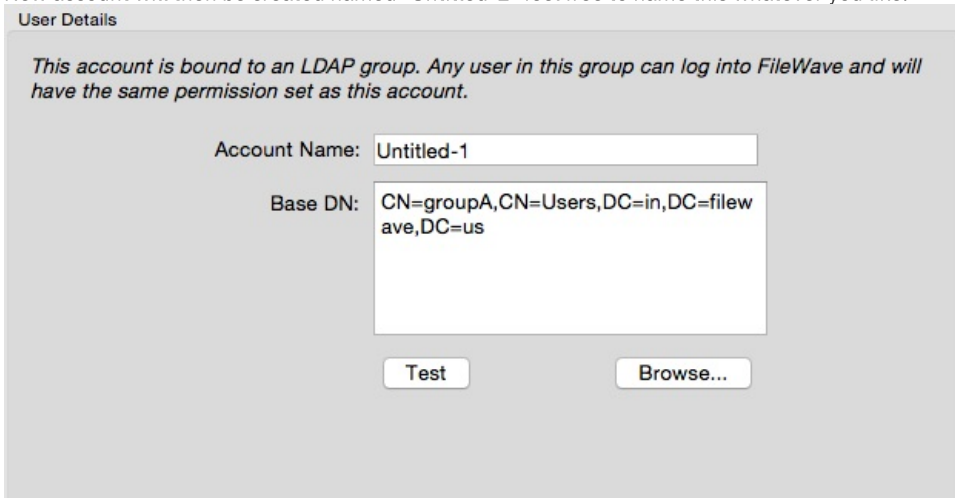 User Details
This account is bound to an LDAP group. Any user in this group can log into FileWave and will
have the same permission set as this account.
Account Name: Untitled-1
Base DN: CN=groupA,CN=Users,DC=in,DC=filew
ave,DC=us
Test Browse...